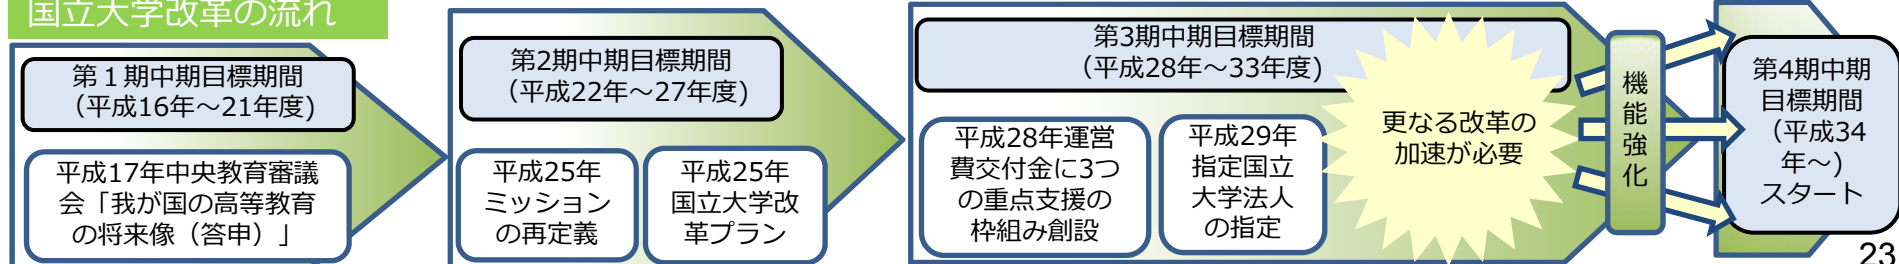 国立大学改革の流れ
第１期中期目標期間
（平成16年～21年度)
平成17年中央教育審議
会「我が国の高等教育
の将来像（答申）」
第2期中期目標期間
（平成22年～27年度)
平成25年
ミッション
の再定義
平成25年
国立大学改
革プラン
第3期中期目標期間
（平成28年～33年度)
平成28年運営
費交付金に3つ
の重点支援の
枠組み創設
平成29年
指定国立
大学法人
の指定
更なる改革の
加速が必要
機
能
強
化
第4期中期
目標期間
（平成34
年～)
スタート
23